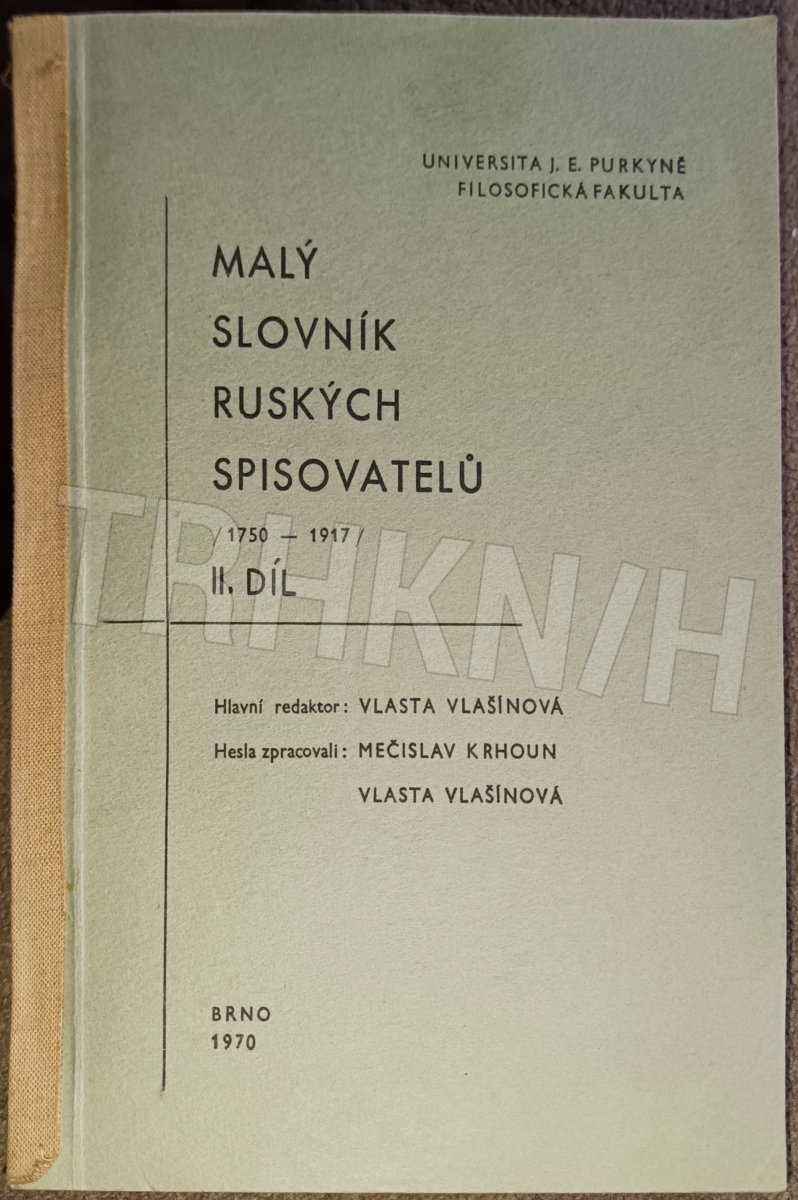 UNIVERSITA J. E. PURKYNĚ
FILOSOFICKÁ FAKULTA
MALÝ
SLOVNÍK
RUSKÝCH
SPISOVATELŮ
/1750 — 1917/
II. DÍL
TRHKN/H
Hlavní redaktor: VLASTA VLAŠÍNOVÁ
Hesla zpracovali: MEČISLAV KRHOUN
VLASTA VLAŠÍNOVÁ
BRNO
1970